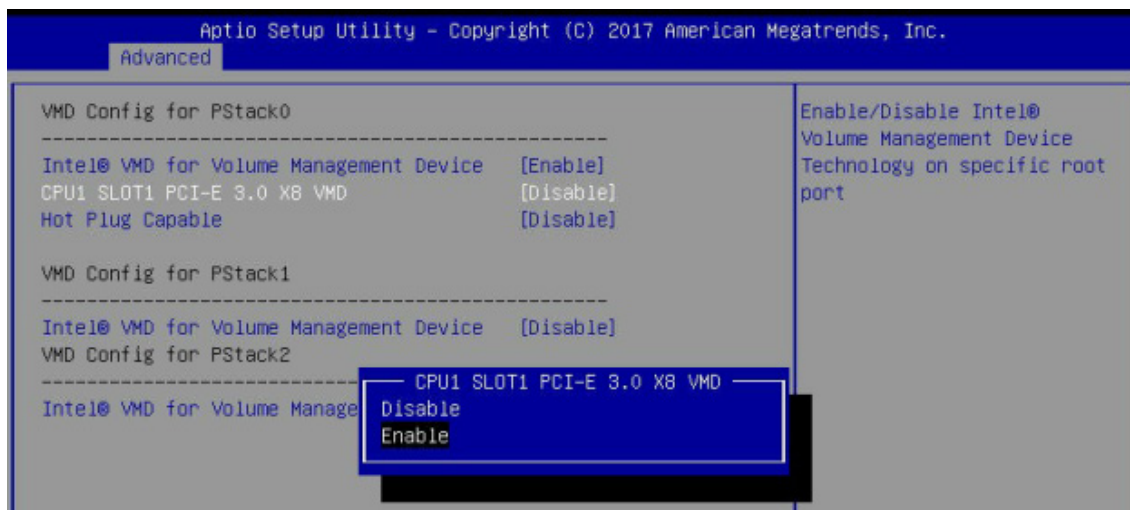 Aptio Setup Utility – Copyright (C) 2017 American Megatrends, Inc.
Advanced
VMD Config for PStack0
Intel® VMD for Volume Management Device [Enable]
CPU1 SLOT1 PCI-E 3.0 X8 VMD [Disable]
Hot Plug Capable [Disable]
VMD Config for PStack1
Intel® VMD for Volume Management Device [Disable]
VMD Config for PStack2
Intel® VMD for Volume Manage
CPU1 SLOT1 PCI-E 3.0 X8 VMD
Disable
Enable
Enable/Disable Intel®
Volume Management Device
Technology on specific root
port